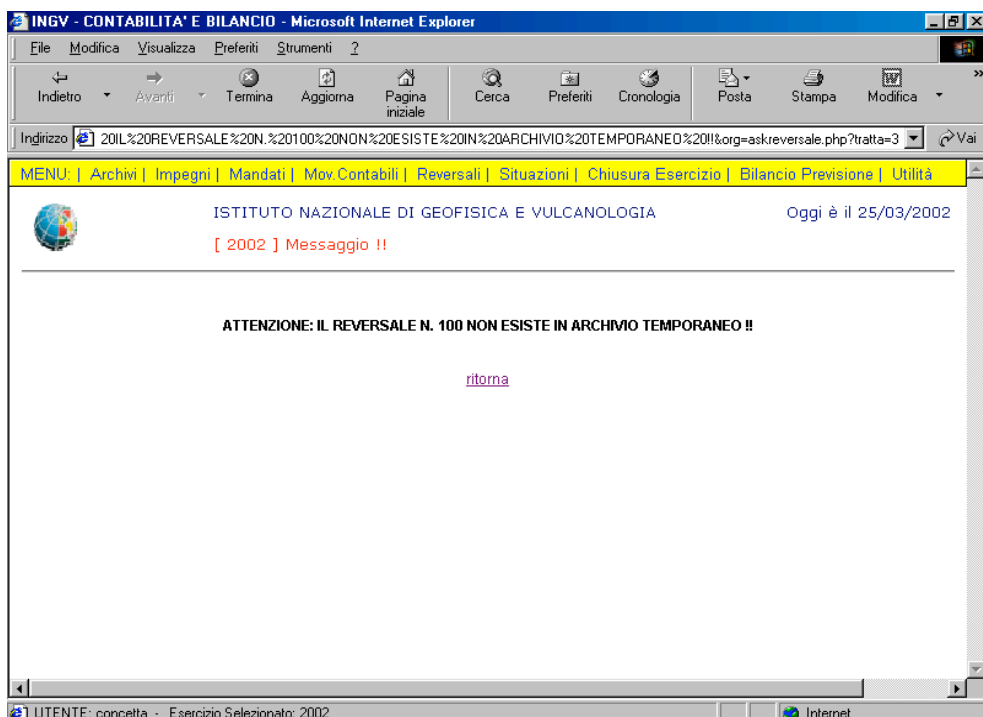 INGV - CONTABILITA' E BILANCIO - Microsoft Internet Explorer
File Modifica Visualizza Preferiti Strumenti ?
Indietro Avanti Termina Aggiorna Pagina iniziale Cerca Preferiti Cronologia Posta Stampa Modifica »
Indirizzo 20IL%20REVERSALE%20N.%20100%20NON%20ESISTE%20IN%20ARCHIVIO%20TEMPORANEO%20!!&org=askreversale.php?tratta=3 Vai
MENU: | Archivi | Impegni | Mandati | Mov.Contabili | Reversali | Situazioni | Chiusura Esercizio | Bilancio Previsione | Utilità
ISTITUTO NAZIONALE DI GEOFISICA E VULCANOLOGIA Oggi è il 25/03/2002
[ 2002 ] Messaggio !!
ATTENZIONE: IL REVERSALE N. 100 NON ESISTE IN ARCHIVIO TEMPORANEO !!
ritorna
UTENTE: concetta - Esercizio Selezionato: 2002 Internet